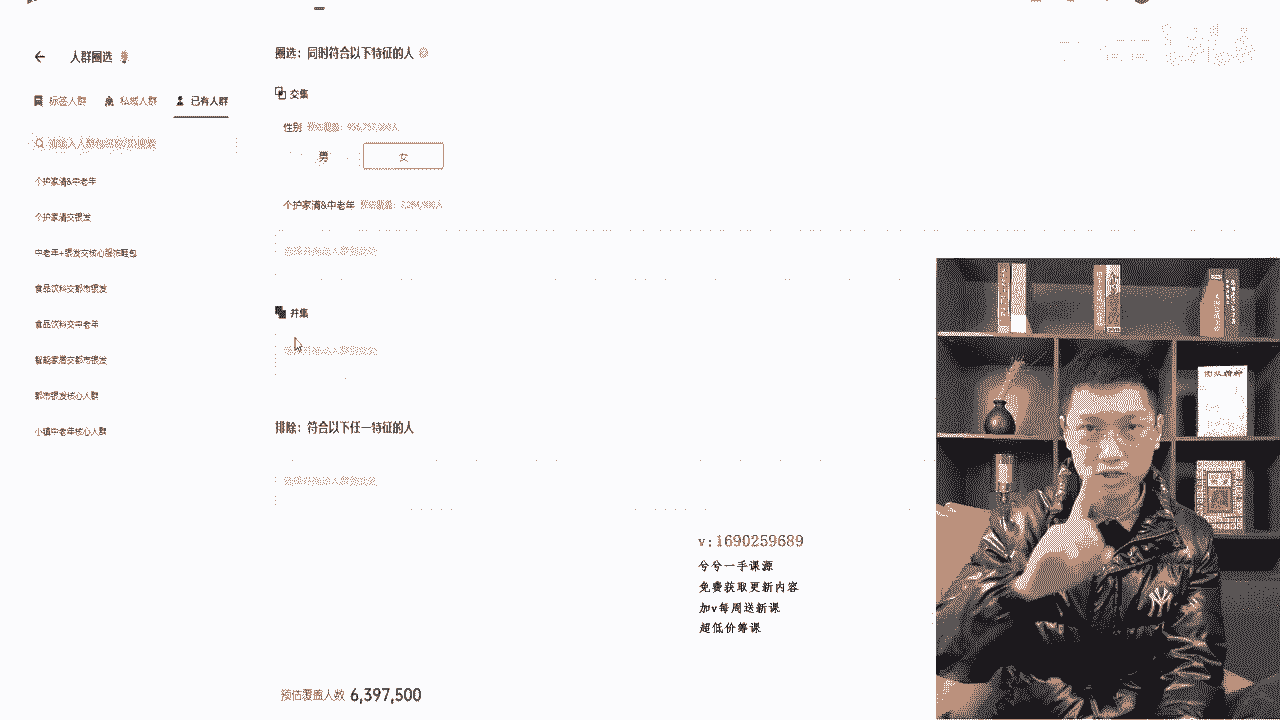 人群圈选
圈选：同时符合以下特征的人
标签人群 私域人群 已有人群
交集
性别
男 女
个护家清&中老年
个护家清&中老年 预估覆盖：
个护家清交银发
中老年+银发交核心服饰鞋包
食品饮料交都市银发
并集
食品饮料交中老年
智能家居交都市银发
都市银发核心人群
小镇中老年核心人群
排除：符合以下任一特征的人
v:1690259689
兮兮一手课源
免费获取更新内容
加v每周送新课
超低价筹课
预估覆盖人数 6,397,500